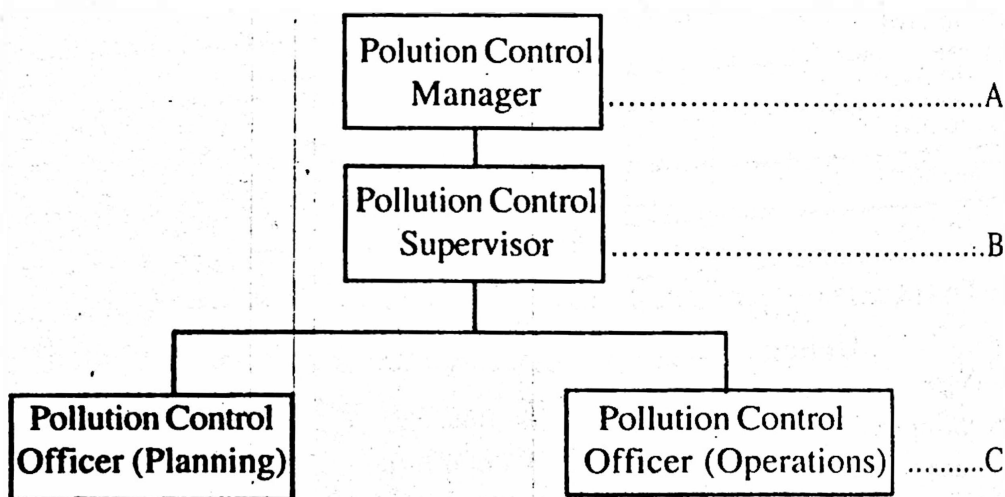 Polution Control
Manager
.......................................A
Pollution Control
Supervisor
.......................................B
Pollution Control
Officer (Planning)
Pollution Control
Officer (Operations)
..........C